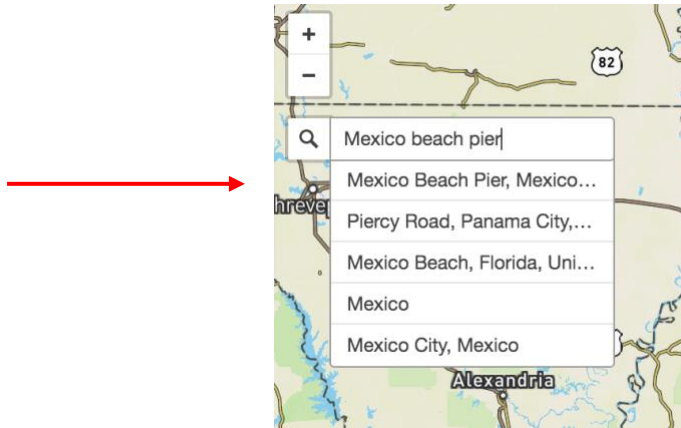 +
82
−
Mexico beach pier
Mexico Beach Pier, Mexico...
hrevep
Piercy Road, Panama City,...
Mexico Beach, Florida, Uni...
Mexico
Mexico City, Mexico
Alexandria